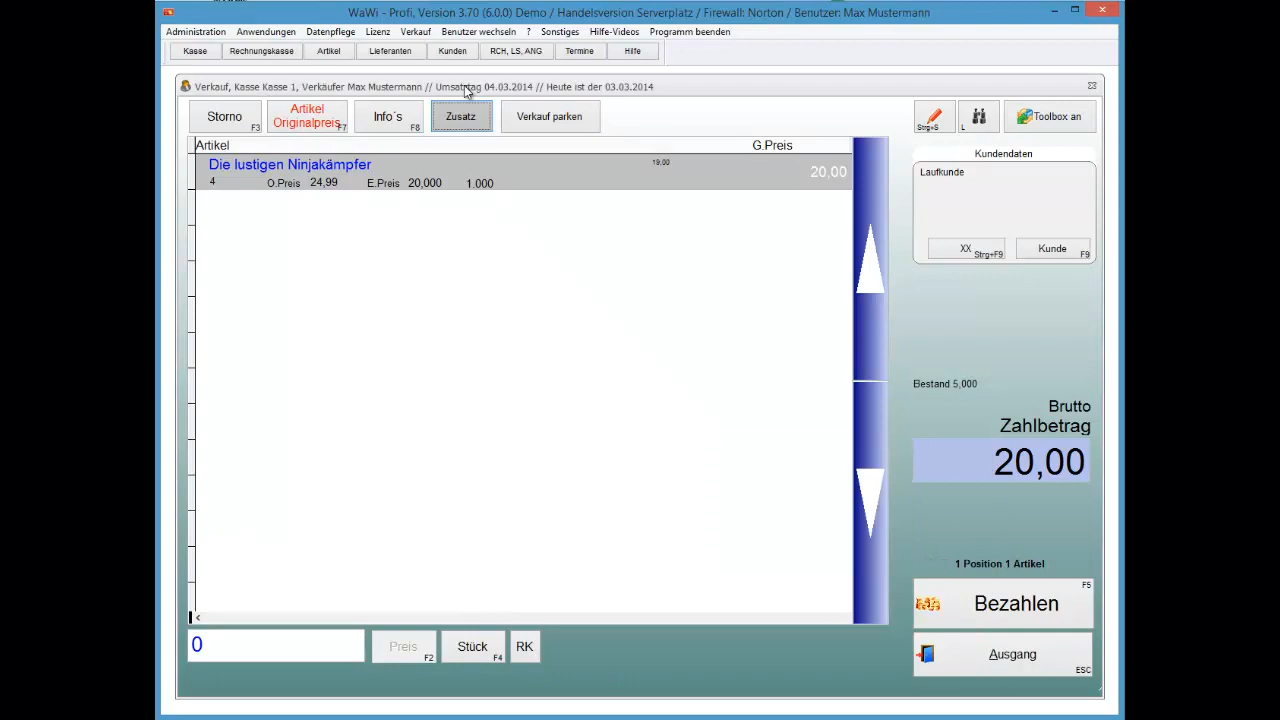 WaWi - Profi, Version 3.70 (6.0.0) Demo / Handelsversion Serverplatz / Firewall: Norton / Benutzer: Max Mustermann
Administration Anwendungen Datenpflege Lizenz Verkauf Benutzer wechseln ? Sonstiges Hilfe-Videos Programm beenden
Kasse Rechnungskasse Artikel Lieferanten Kunden RCH, LS, ANG Termine Hilfe
Verkauf, Kasse Kasse 1, Verkäufer Max Mustermann // Umsatztag 04.03.2014 // Heute ist der 03.03.2014
Storno F3
Artikel
Originalpreis F7
Info´s F8
Zusatz
Verkauf parken
Strg+S
L
Toolbox an
Artikel G.Preis
Die lustigen Ninjakämpfer 19,00 20,00
4 O.Preis 24,99 E.Preis 20,000 1.000
Kundendaten
Laufkunde
XX Strg+F9
Kunde F9
Bestand 5,000
Brutto
Zahlbetrag
20,00
1 Position 1 Artikel
Bezahlen F5
Ausgang ESC
0
Preis F2
Stück F4
RK